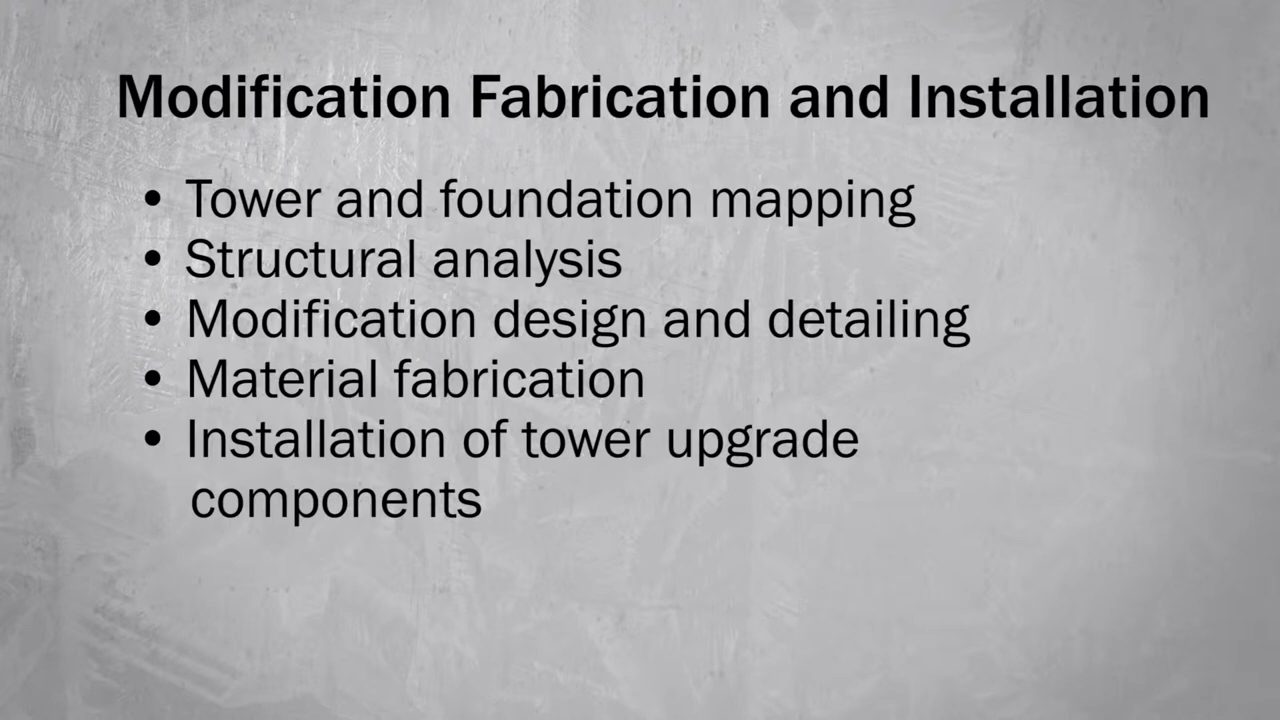 Modification Fabrication and Installation
• Tower and foundation mapping
• Structural analysis
• Modification design and detailing
• Material fabrication
• Installation of tower upgrade
components